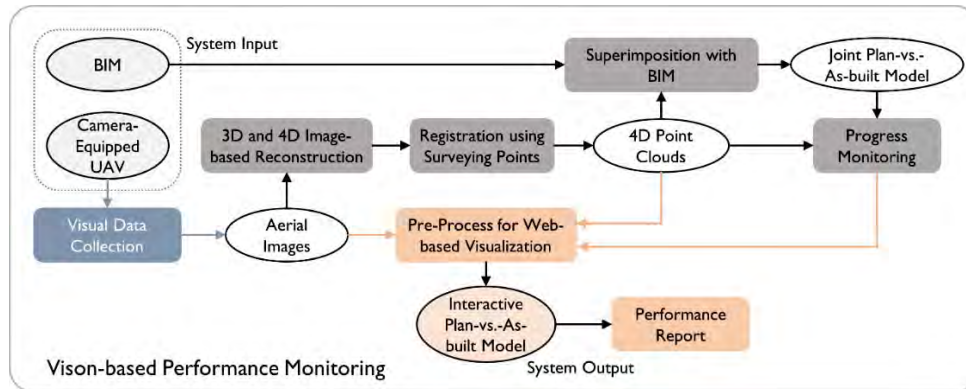 System Input
BIM
Superimposition with
BIM
Joint Plan-vs.-
As-built Model
Camera-
Equipped
UAV
3D and 4D Image-
based Reconstruction
Registration using
Surveying Points
4D Point
Clouds
Progress
Monitoring
Visual Data
Collection
Aerial
Images
Pre-Process for Web-
based Visualization
Interactive
Plan-vs.-As-
built Model
Performance
Report
System Output
Vison-based Performance Monitoring